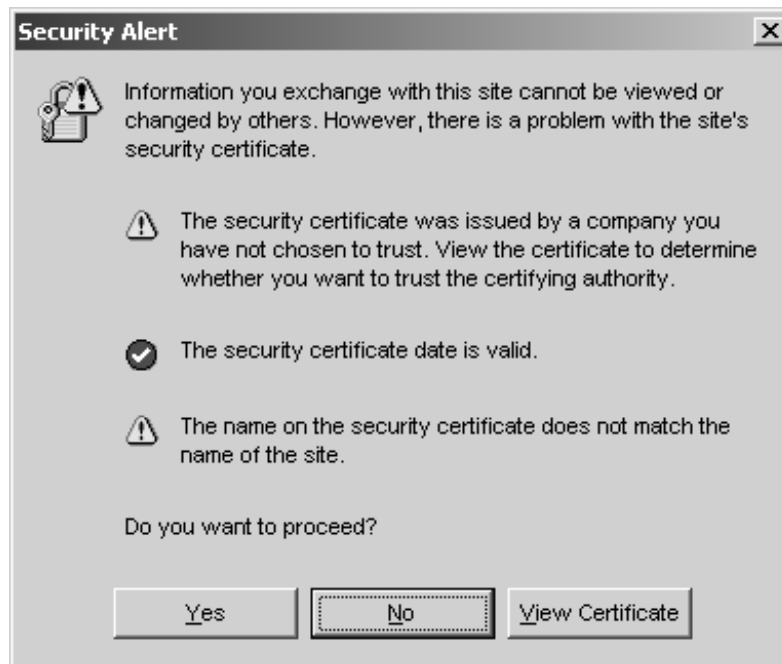 Security Alert
Information you exchange with this site cannot be viewed or
changed by others. However, there is a problem with the site's
security certificate.
The security certificate was issued by a company you
have not chosen to trust. View the certificate to determine
whether you want to trust the certifying authority.
The security certificate date is valid.
The name on the security certificate does not match the
name of the site.
Do you want to proceed?
Yes No View Certificate